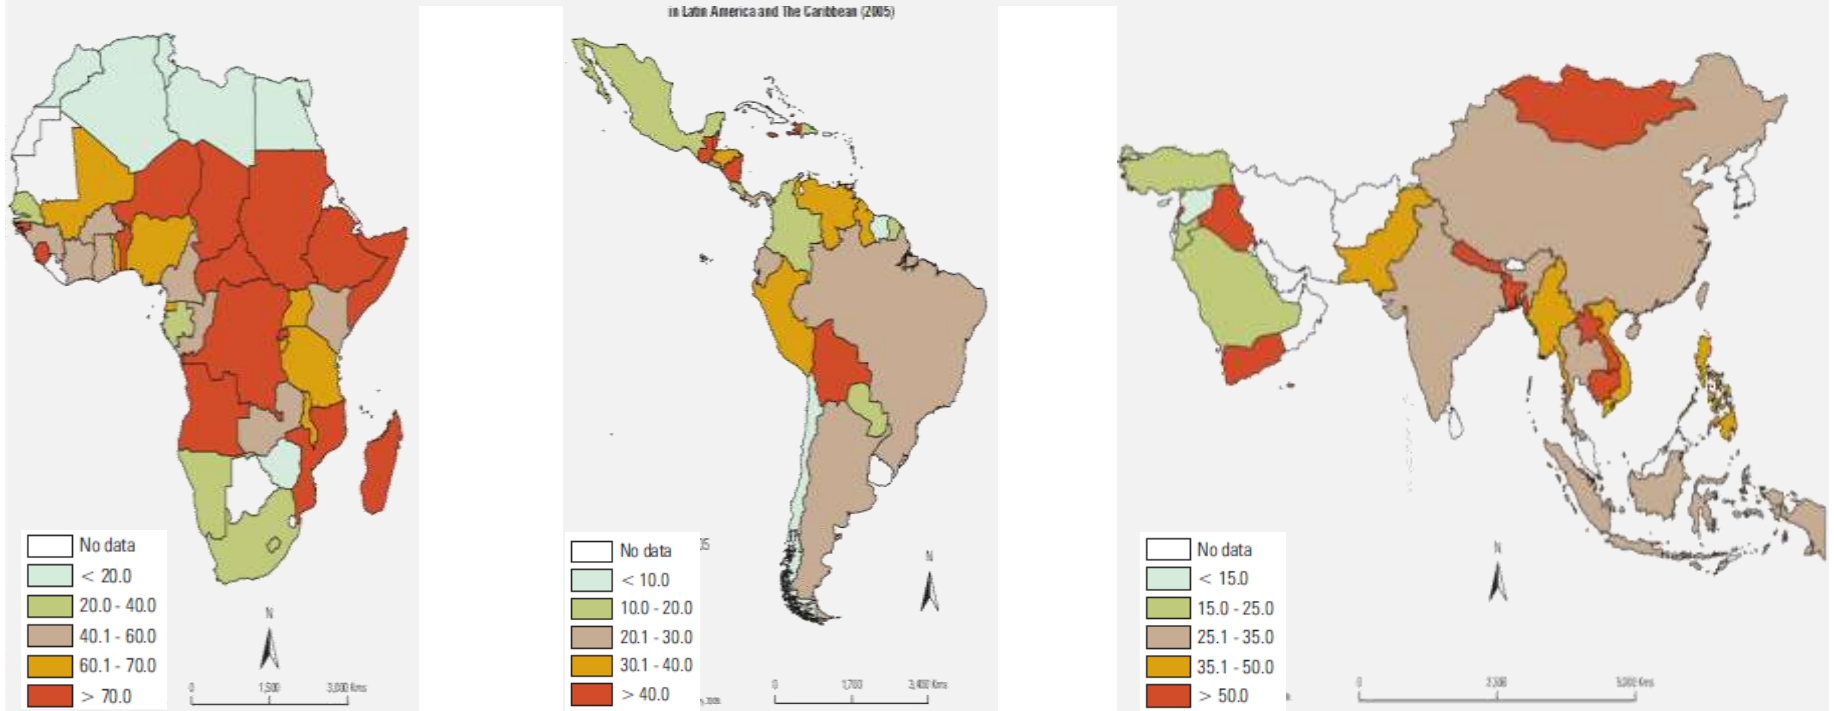 in Latin America and The Caribbean (2005)
No data
< 20.0
20.0 - 40.0
40.1 - 60.0
60.1 - 70.0
> 70.0
N
0 1,500 3,000 Kms
No data
< 10.0
10.0 - 20.0
20.1 - 30.0
30.1 - 40.0
> 40.0
05
N
0 1,700 3,400 Kms
No data
< 15.0
15.0 - 25.0
25.1 - 35.0
35.1 - 50.0
> 50.0
N
0 Kms